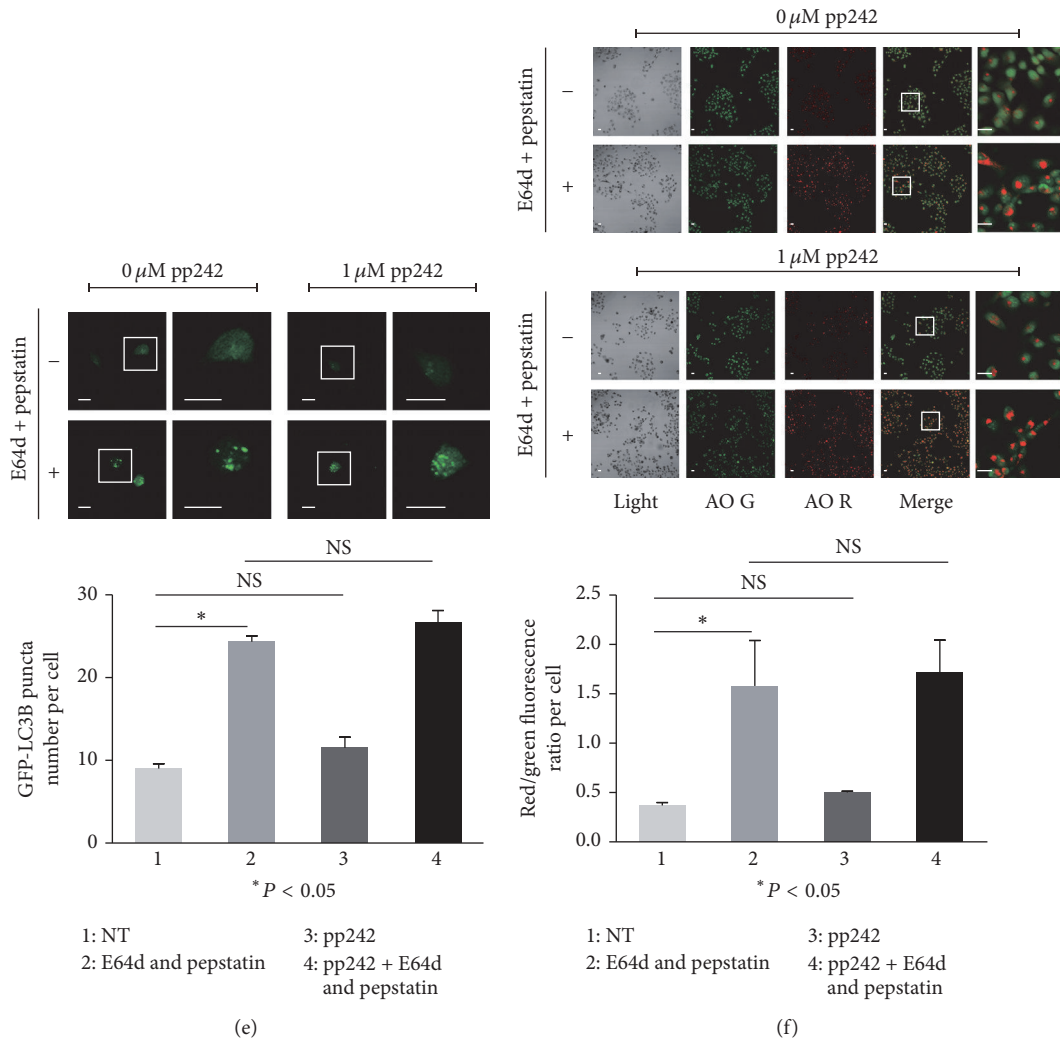 0 μM pp242
E64d + pepstatin
−
+
1 μM pp242
E64d + pepstatin
−
+
Light AO G AO R Merge
0 μM pp242 1 μM pp242
E64d + pepstatin
−
+
NS
NS
*
30
20
10
0
GFP-LC3B puncta
number per cell
1 2 3 4
* P < 0.05
1: NT
2: E64d and pepstatin
3: pp242
4: pp242 + E64d
and pepstatin
(e)
NS
NS
*
2.5
2.0
1.5
1.0
0.5
0.0
Red/green fluorescence
ratio per cell
1 2 3 4
* P < 0.05
1: NT
2: E64d and pepstatin
3: pp242
4: pp242 + E64d
and pepstatin
(f)